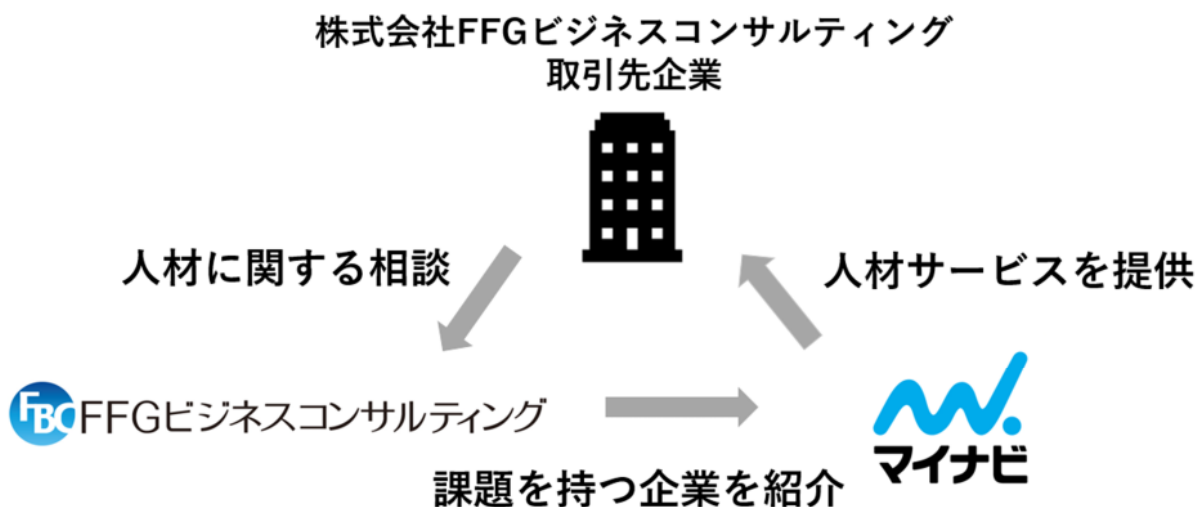 株式会社FFGビジネスコンサルティング
取引先企業
人材に関する相談
人材サービスを提供
FBC FFGビジネスコンサルティング
マイナビ
課題を持つ企業を紹介